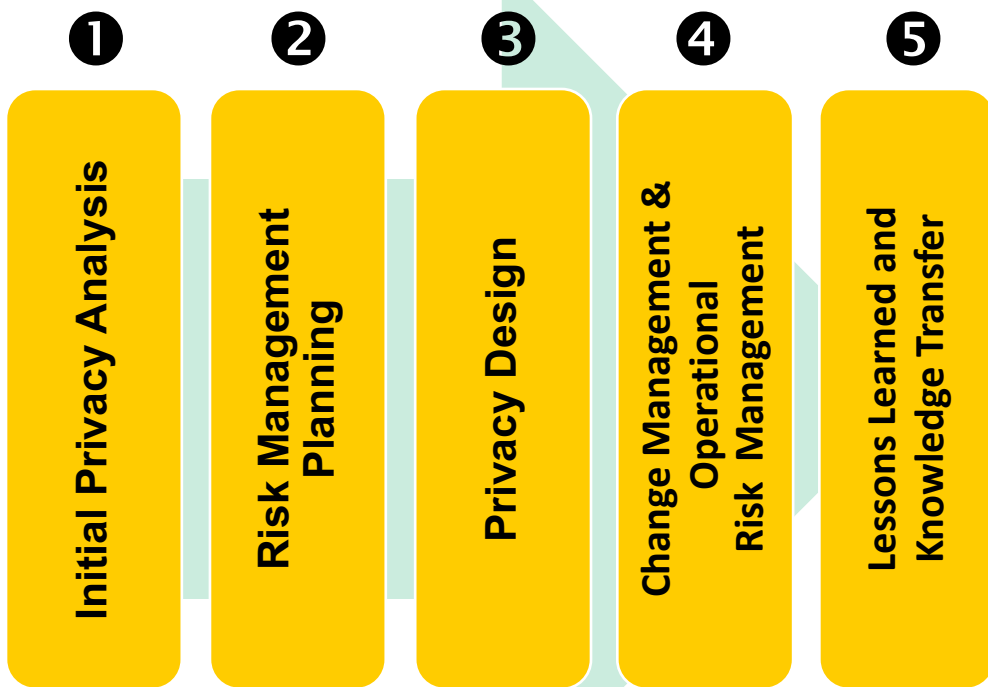 ❶
❷
❸
❹
❺
Initial Privacy Analysis
Risk Management
Planning
Privacy Design
Change Management &
Operational
Risk  Management
Lessons Learned and
Knowledge Transfer